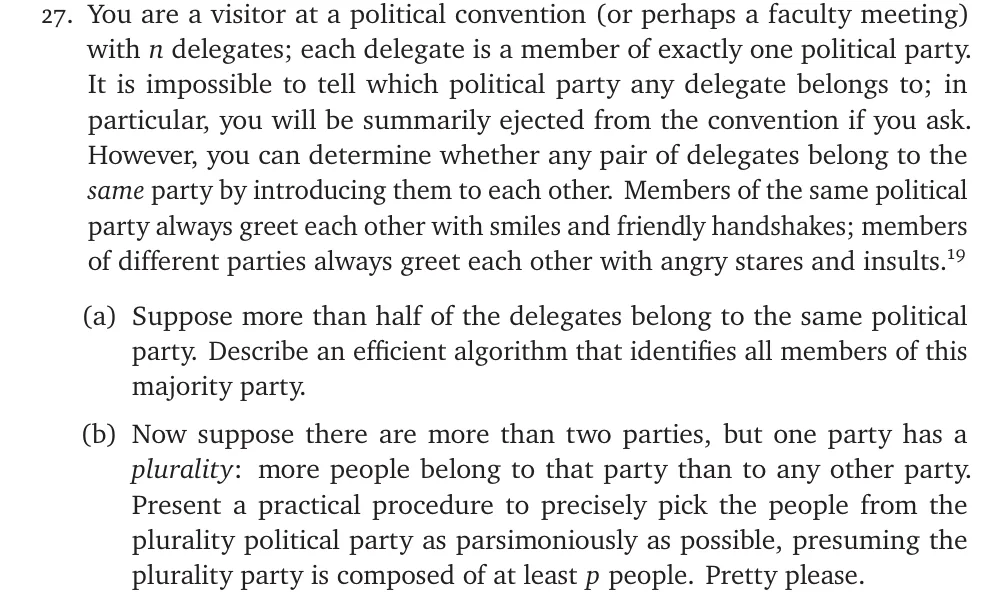 27. You are a visitor at a political convention (or perhaps a faculty meeting)
with n delegates; each delegate is a member of exactly one political party.
It is impossible to tell which political party any delegate belongs to; in
particular, you will be summarily ejected from the convention if you ask.
However, you can determine whether any pair of delegates belong to the
same party by introducing them to each other. Members of the same political
party always greet each other with smiles and friendly handshakes; members
of different parties always greet each other with angry stares and insults.¹⁹
(a) Suppose more than half of the delegates belong to the same political
party. Describe an efficient algorithm that identifies all members of this
majority party.
(b) Now suppose there are more than two parties, but one party has a
plurality: more people belong to that party than to any other party.
Present a practical procedure to precisely pick the people from the
plurality political party as parsimoniously as possible, presuming the
plurality party is composed of at least p people. Pretty please.